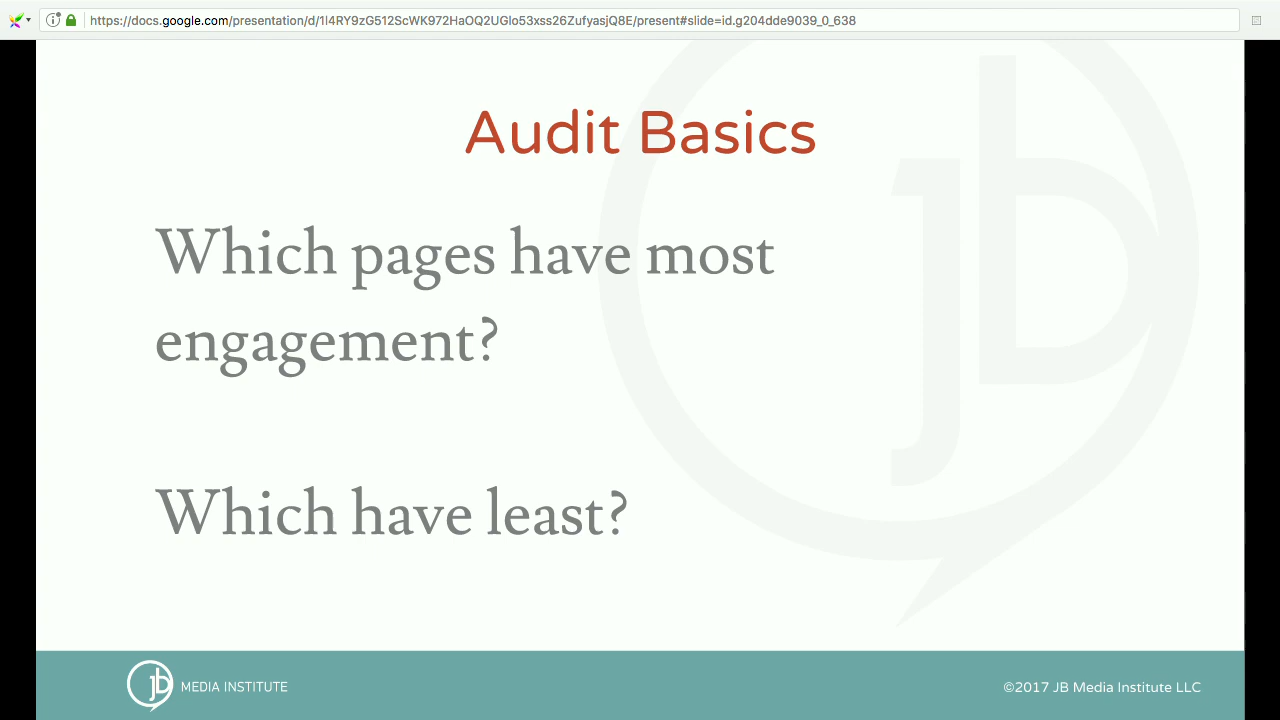 https://docs.google.com/presentation/d/1l4RY9zG512ScWK972HaOQ2UGlo53xss26ZufyasjQ8E/present#slide=id.g204dde9039_0_638
Audit Basics
Which pages have most
engagement?
Which have least?
jb MEDIA INSTITUTE
©2017 JB Media Institute LLC